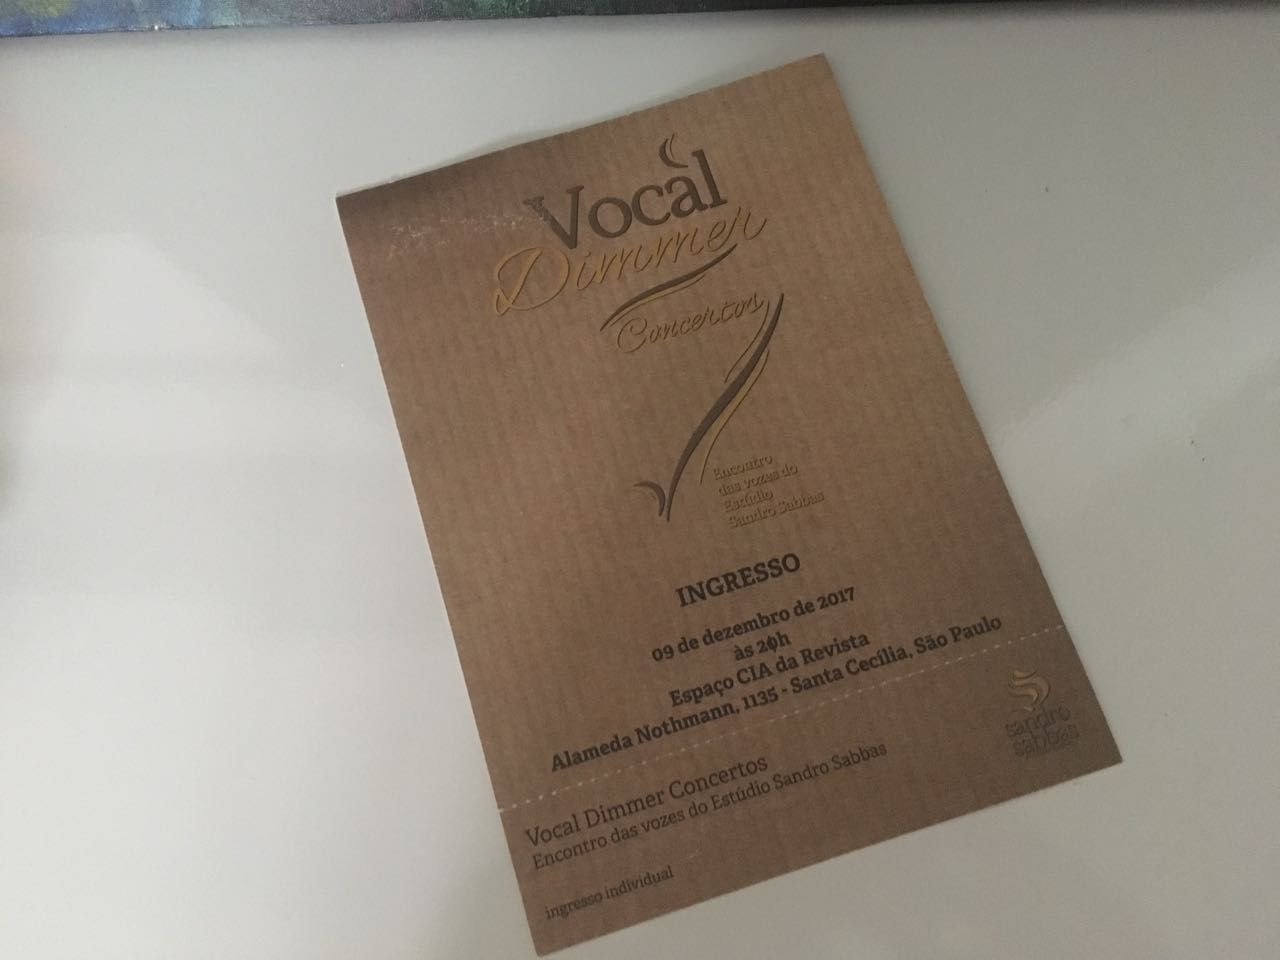 Vocal
Dimmer
Concertos
Encontro
das vozes do
Estúdio
Sandro Sabbas
INGRESSO
09 de dezembro de 2017
às 20h
Espaço CIA da Revista
Alameda Nothmann, 1135 - Santa Cecília, São Paulo
sandro
sabbas
Vocal Dimmer Concertos
Encontro das vozes do Estúdio Sandro Sabbas
ingresso individual